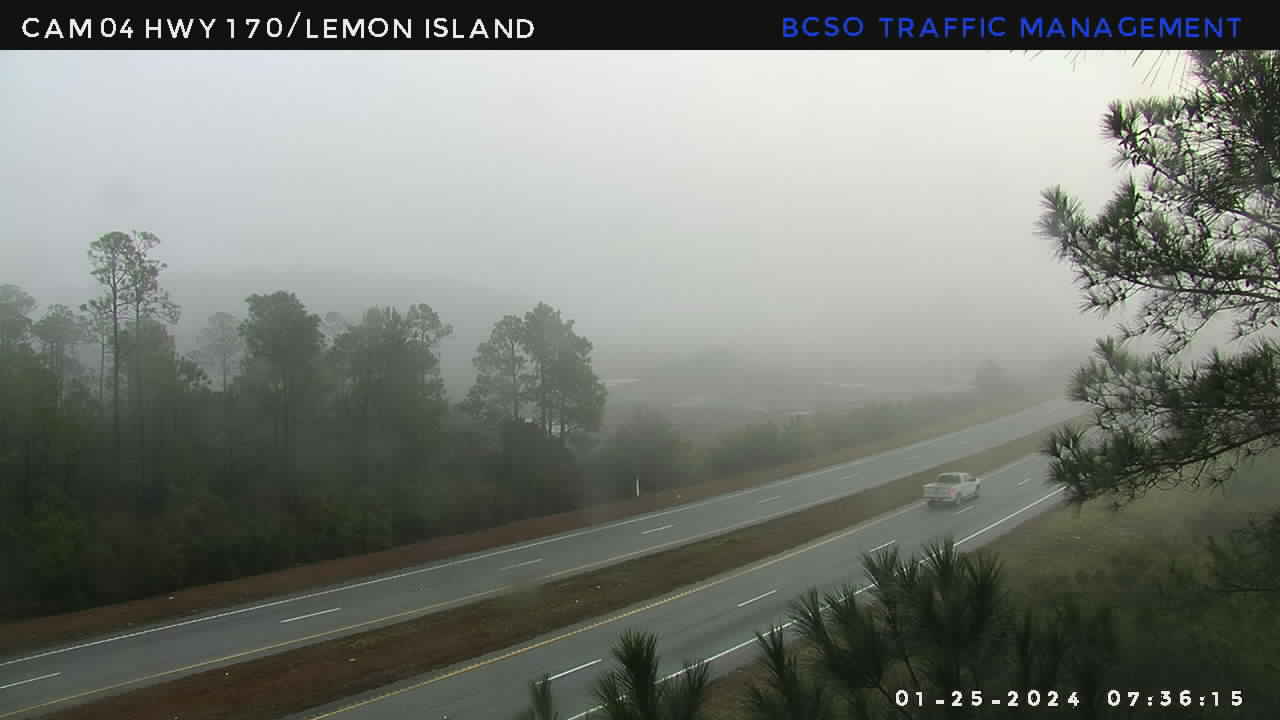 CAM04 HWY 170/LEMON ISLAND
BCSO TRAFFIC MANAGEMENT
01-25-2024 07:36:15